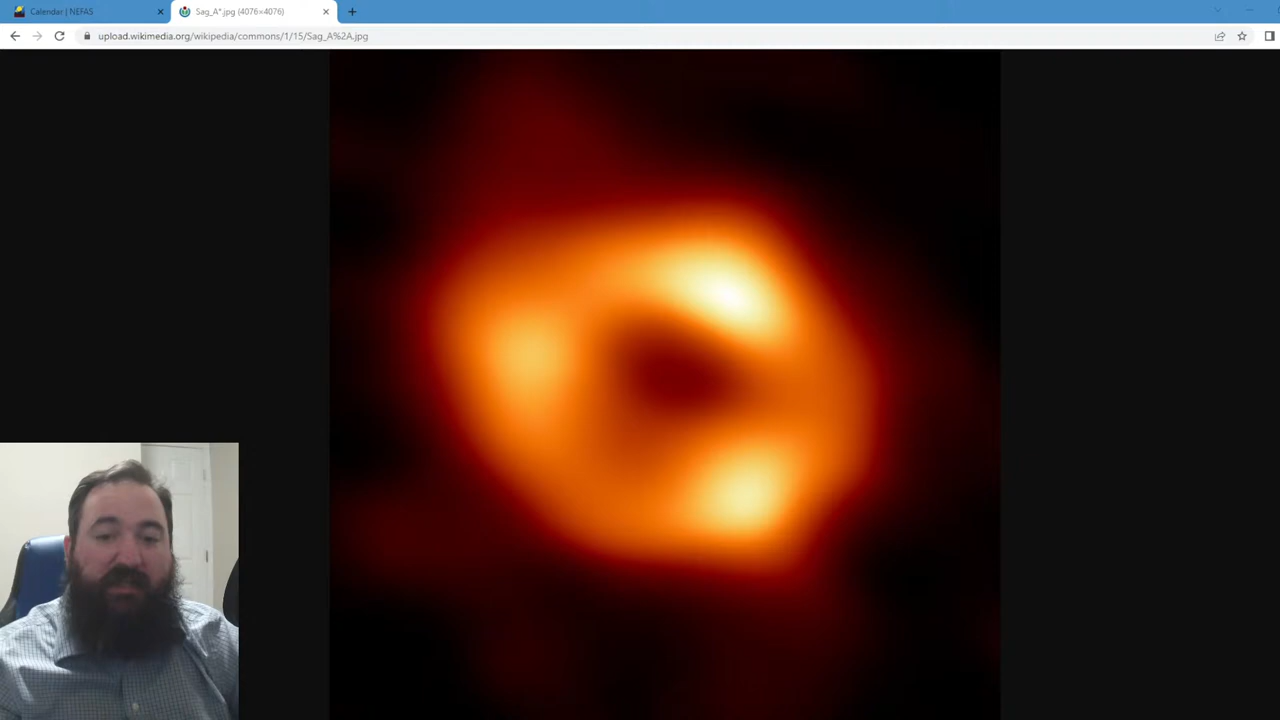 Calendar | NEFAS
Sag_A*.jpg (4076×4076)
upload.wikimedia.org/wikipedia/commons/1/15/Sag_A%2A.jpg